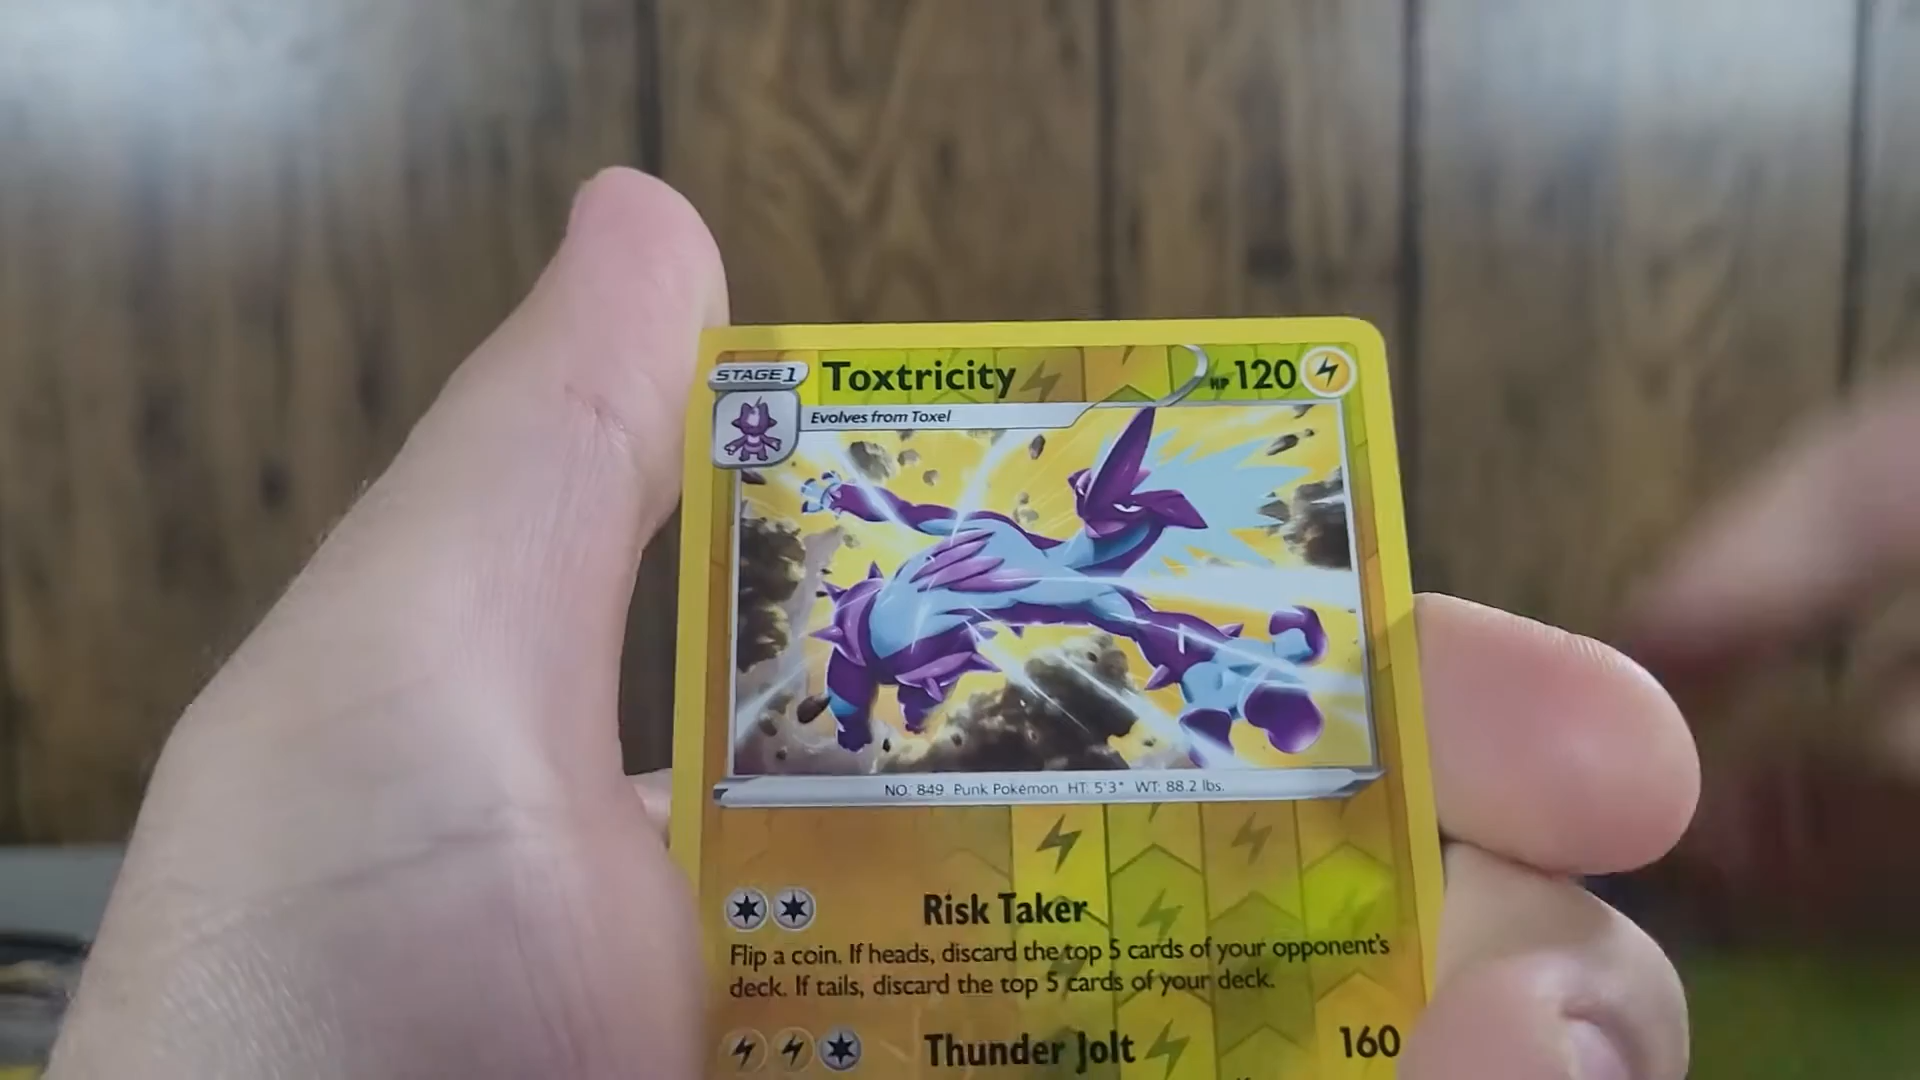 STAGE 1 Toxtricity HP 120
Evolves from Toxel
NO. 849 Punk Pokémon HT: 5'3" WT: 88.2 lbs.
Risk Taker
Flip a coin. If heads, discard the top 5 cards of your opponent's
deck. If tails, discard the top 5 cards of your deck.
Thunder Jolt 160